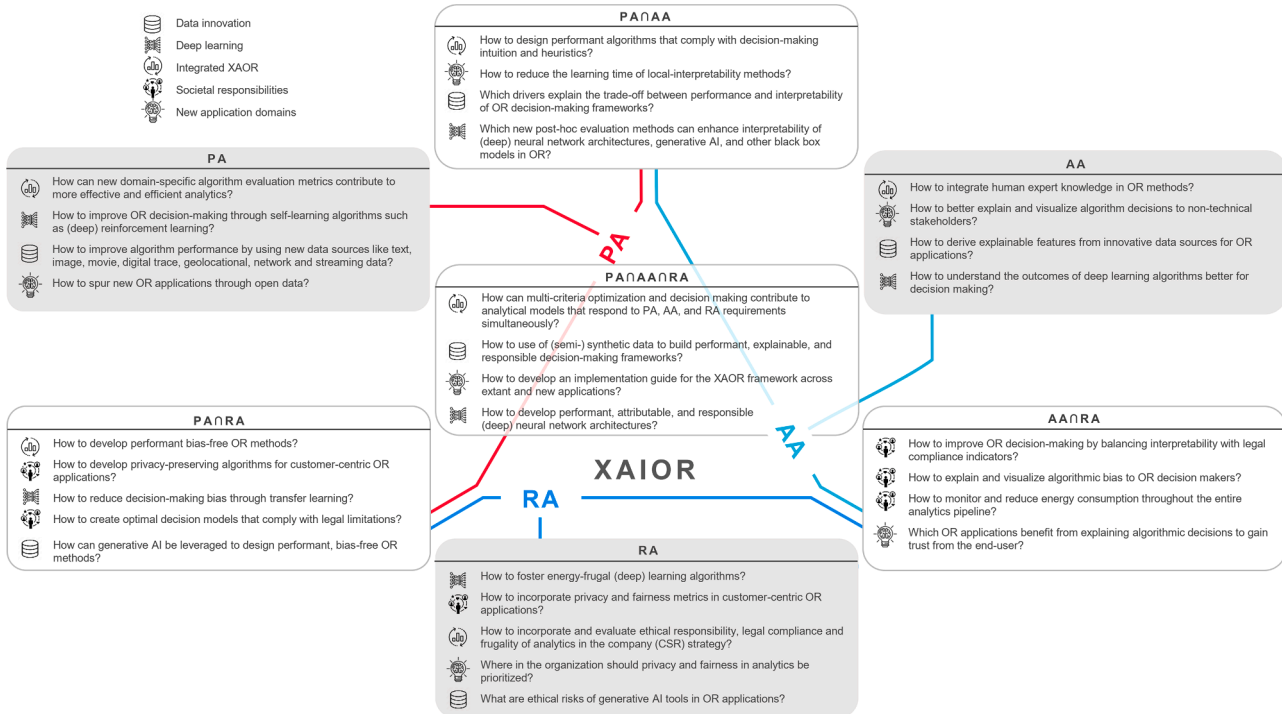 Data innovation
Deep learning
Integrated XAOR
Societal responsibilities
New application domains
PA∩AA
How to design performant algorithms that comply with decision-making
intuition and heuristics?
How to reduce the learning time of local-interpretability methods?
Which drivers explain the trade-off between performance and interpretability
of OR decision-making frameworks?
Which new post-hoc evaluation methods can enhance interpretability of
(deep) neural network architectures, generative AI, and other black box
models in OR?
PA
How can new domain-specific algorithm evaluation metrics contribute to
more effective and efficient analytics?
How to improve OR decision-making through self-learning algorithms such
as (deep) reinforcement learning?
How to improve algorithm performance by using new data sources like text,
image, movie, digital trace, geolocational, network and streaming data?
How to spur new OR applications through open data?
AA
How to integrate human expert knowledge in OR methods?
How to better explain and visualize algorithm decisions to non-technical
stakeholders?
How to derive explainable features from innovative data sources for OR
applications?
How to understand the outcomes of deep learning algorithms better for
decision making?
PA
PA∩AA∩RA
How can multi-criteria optimization and decision making contribute to
analytical models that respond to PA, AA, and RA requirements
simultaneously?
How to use of (semi-) synthetic data to build performant, explainable, and
responsible decision-making frameworks?
How to develop an implementation guide for the XAOR framework across
extant and new applications?
How to develop performant, attributable, and responsible
(deep) neural network architectures?
AA
PA∩RA
How to develop performant bias-free OR methods?
How to develop privacy-preserving algorithms for customer-centric OR
applications?
How to reduce decision-making bias through transfer learning?
How to create optimal decision models that comply with legal limitations?
How can generative AI be leveraged to design performant, bias-free OR
methods?
XAIOR
RA
AA∩RA
How to improve OR decision-making by balancing interpretability with legal
compliance indicators?
How to explain and visualize algorithmic bias to OR decision makers?
How to monitor and reduce energy consumption throughout the entire
analytics pipeline?
Which OR applications benefit from explaining algorithmic decisions to gain
trust from the end-user?
RA
How to foster energy-frugal (deep) learning algorithms?
How to incorporate privacy and fairness metrics in customer-centric OR
applications?
How to incorporate and evaluate ethical responsibility, legal compliance and
frugality of analytics in the company (CSR) strategy?
Where in the organization should privacy and fairness in analytics be
prioritized?
What are ethical risks of generative AI tools in OR applications?